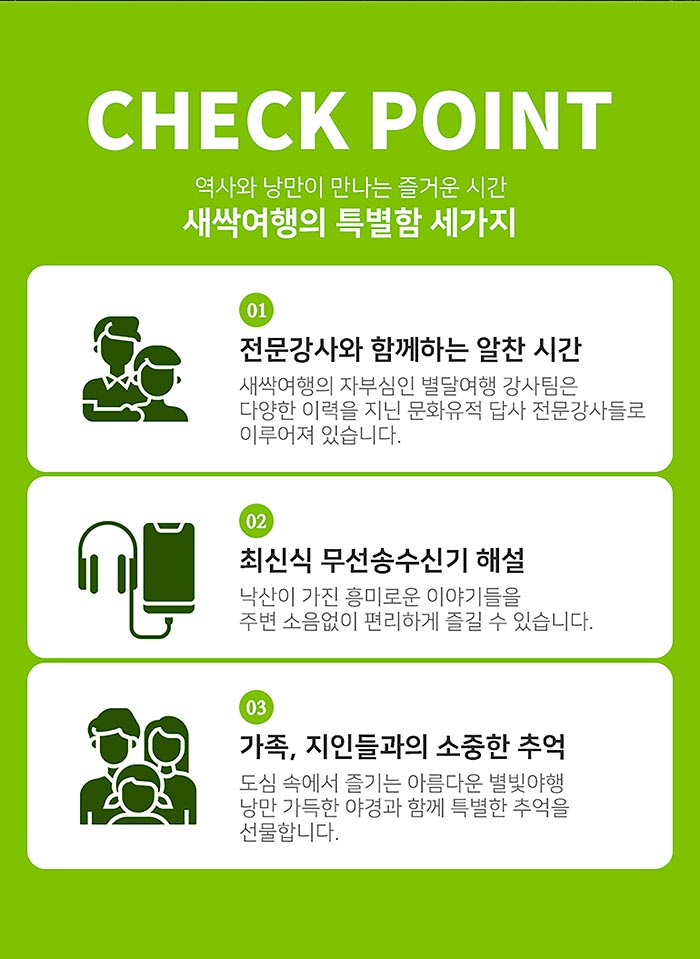 CHECK POINT
역사와 낭만이 만나는 즐거운 시간
새싹여행의 특별함 세가지
01
전문강사와 함께하는 알찬 시간
새싹여행의 자부심인 별달여행 강사팀은
다양한 이력을 지닌 문화유적 답사 전문강사들로
이루어져 있습니다.
02
최신식 무선송수신기 해설
낙산이 가진 흥미로운 이야기들을
주변 소음없이 편리하게 즐길 수 있습니다.
03
가족, 지인들과의 소중한 추억
도심 속에서 즐기는 아름다운 별빛야행
낭만 가득한 야경과 함께 특별한 추억을
선물합니다.